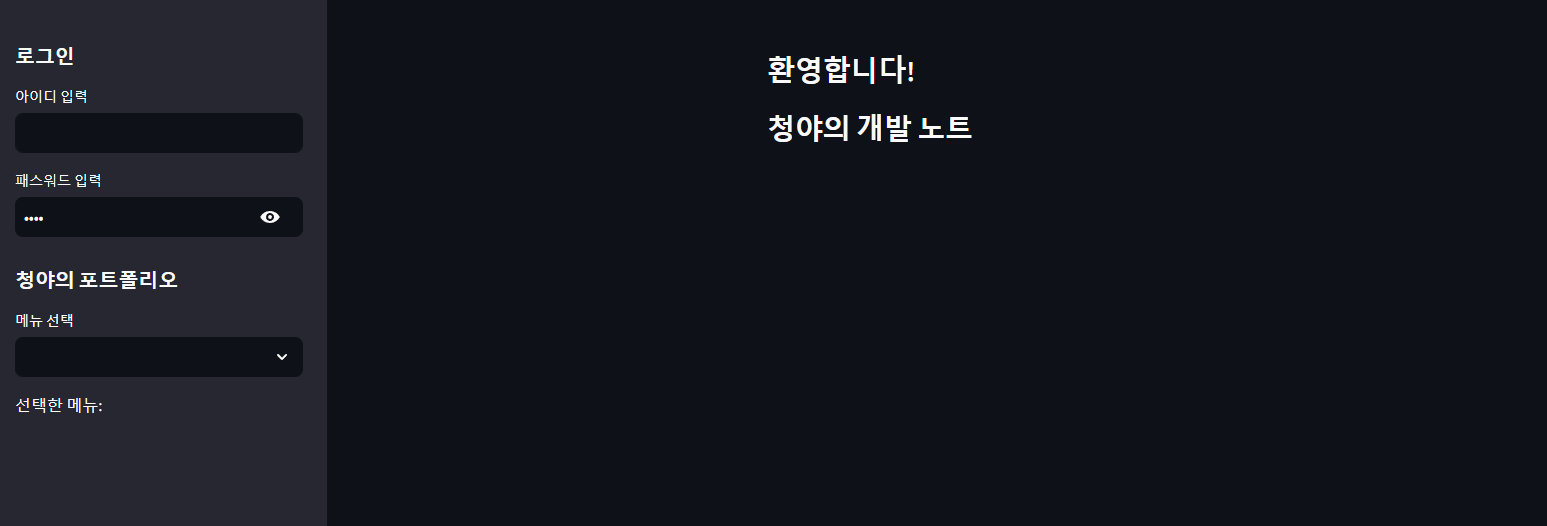 로그인
아이디 입력
패스워드 입력
••••
청야의 포트폴리오
메뉴 선택
선택한 메뉴:
환영합니다!
청야의 개발 노트